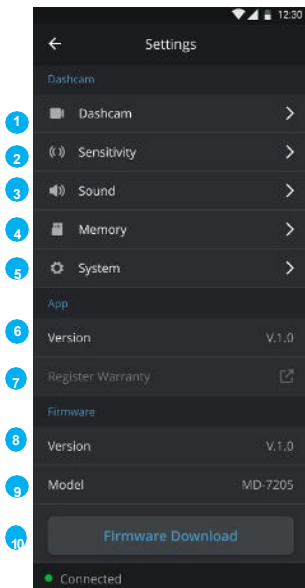 12:30
Settings
Dashcam
1 Dashcam
2 Sensitivity
3 Sound
4 Memory
5 System
App
6 Version V.1.0
7 Register Warranty
Firmware
8 Version V.1.0
9 Model MD-7205
10 Firmware Download
Connected